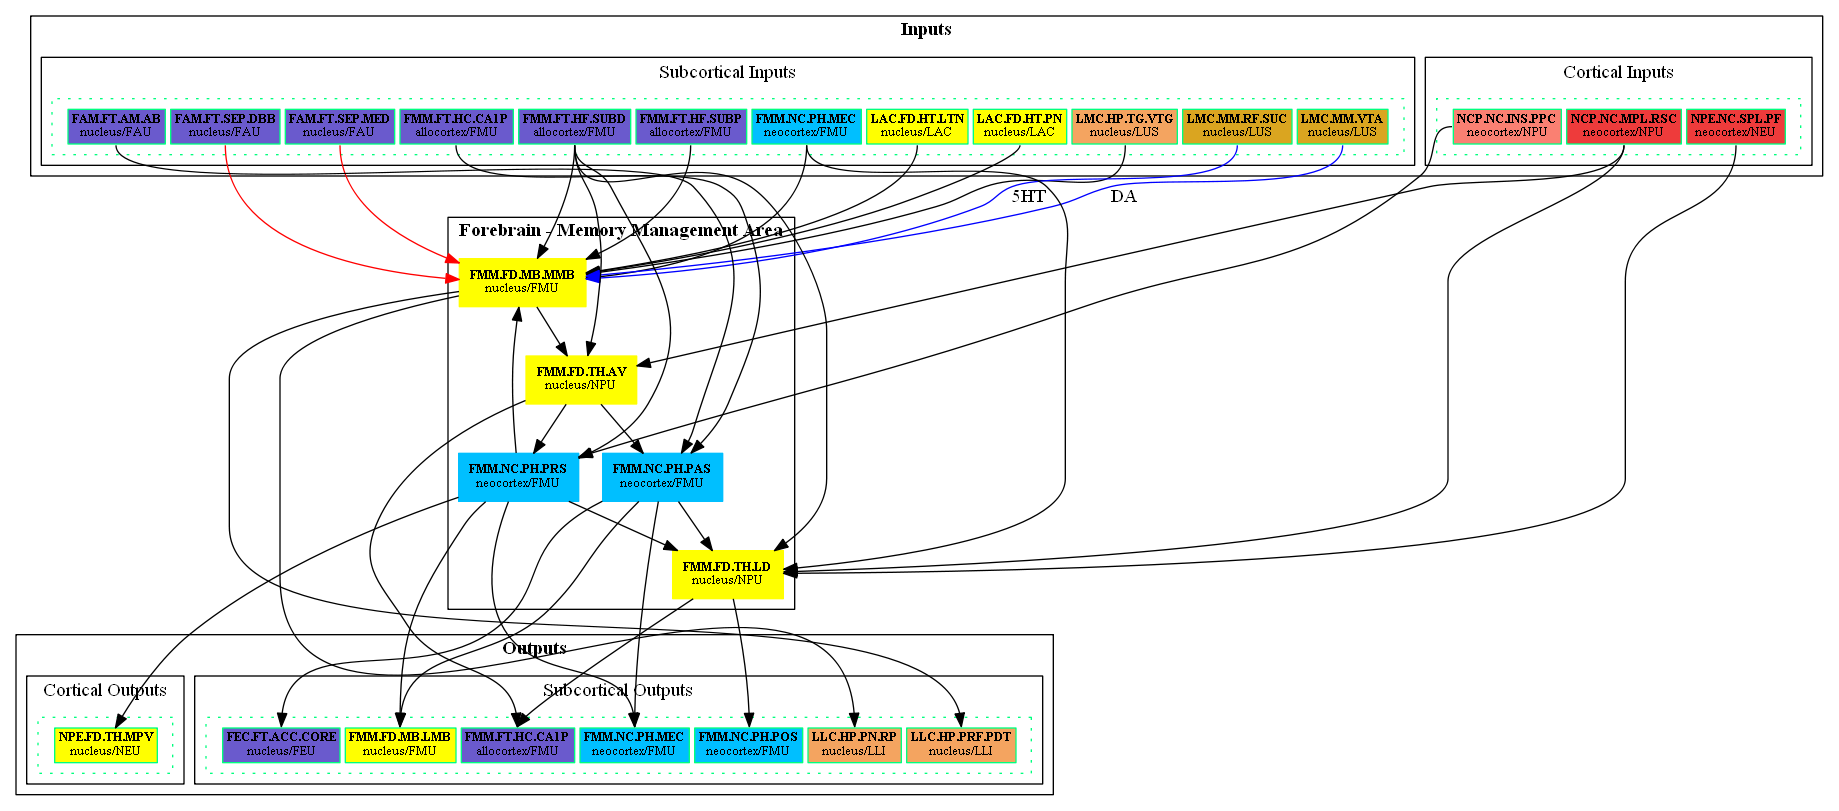 Inputs
Subcortical Inputs
Cortical Inputs
FAM.FT.AM.AB
nucleus/FAU
FAM.FT.SEP.DBB
nucleus/FAU
FAM.FT.SEP.MED
nucleus/FAU
FMM.FT.HC.CA1P
allocortex/FMU
FMM.FT.HF.SUBD
allocortex/FMU
FMM.FT.HF.SUBP
allocortex/FMU
FMM.NC.PH.MEC
neocortex/FMU
LAC.FD.HT.LTN
nucleus/LAC
LAC.FD.HT.PN
nucleus/LAC
LMC.HP.TG.VTG
nucleus/LUS
LMC.MM.RF.SUC
nucleus/LUS
LMC.MM.VTA
nucleus/LUS
NCP.NC.INS.PPC
neocortex/NPU
NCP.NC.MPL.RSC
neocortex/NPU
NPE.NC.SPL.PF
neocortex/NEU
5HT
DA
Forebrain - Memory Management Area
FMM.FD.MB.MMB
nucleus/FMU
FMM.FD.TH.AV
nucleus/NPU
FMM.NC.PH.PRS
neocortex/FMU
FMM.NC.PH.PAS
neocortex/FMU
FMM.FD.TH.LD
nucleus/NPU
Outputs
Cortical Outputs
Subcortical Outputs
NPE.FD.TH.MPV
nucleus/NEU
FEC.FT.ACC.CORE
nucleus/FEU
FMM.FD.MB.LMB
nucleus/FMU
FMM.FT.HC.CA1P
allocortex/FMU
FMM.NC.PH.MEC
neocortex/FMU
FMM.NC.PH.POS
neocortex/FMU
LLC.HP.PN.RP
nucleus/LLI
LLC.HP.PRF.PDT
nucleus/LLI